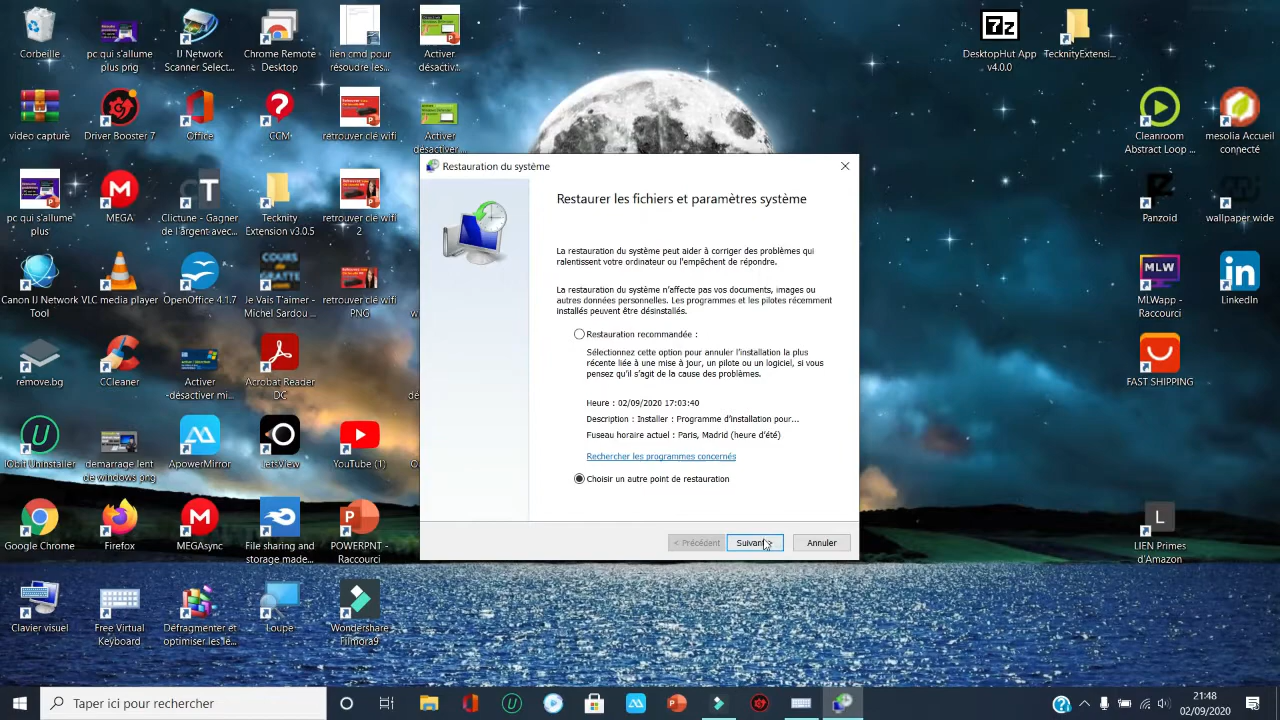 Corbeille
pc qui s'allume
plus.png
IJ Network
Scanner Select...
Chrome Remote
Desktop
lien cmd pour
résoudre les...
Activer
désactiv...
DesktopHut App
v4.0.0
TecknityExtensi...
video capture
Driver Booster 7
Office
CCM
retrouver clé wifi
Activer
désactiver...
Cleanroom
Abstract Loop ...
mesolia Accueil
connecté
pc qui s'allume
plus
MEGA
Clictune - Gagner
de l'argent avec...
Tecknity
Extension v3.0.5
retrouver clé wifi
2
Panzoid
wallpaper.wide
Canon IJ Network
Tool
VLC media player
OpenOffice 4.1.7
Je Vais T'aimer -
Michel Sardou ...
retrouver clé wifi
PNG
MLWapp -
Raccourci
LinkedIn
remove.bg
CCleaner
Activer
-désactiver mi...
Acrobat Reader
DC
FAST SHIPPING
IObit Uninstaller
demarrage lent
de windows.png
ApowerMirror
LetsView
YouTube (1)
Google Chrome
Firefox
MEGAsync
File sharing and
storage made...
POWERPNT -
Raccourci
LIEN Primes
d'Amazon
Clavier visuel
Free Virtual
Keyboard
Défragmenter et
optimiser les le...
Loupe
Wondershare
Filmora9
Restauration du système
Restaurer les fichiers et paramètres système
La restauration du système peut aider à corriger des problèmes qui
ralentissent votre ordinateur ou l'empêchent de répondre.
La restauration du système n'affecte pas vos documents, images ou
autres données personnelles. Les programmes et les pilotes récemment
installés peuvent être désinstallés.
Restauration recommandée :
Sélectionnez cette option pour annuler l'installation la plus
récente liée à une mise à jour, un pilote ou un logiciel, si vous
pensez qu'il s'agit de la cause des problèmes.
Heure : 02/09/2020 17:03:40
Description : Installer : Programme d'installation pour...
Fuseau horaire actuel : Paris, Madrid (heure d'été)
Rechercher les programmes concernés
Choisir un autre point de restauration
< Précédent
Suivant >
Annuler
Taper ici pour rechercher
21:48
02/09/2020